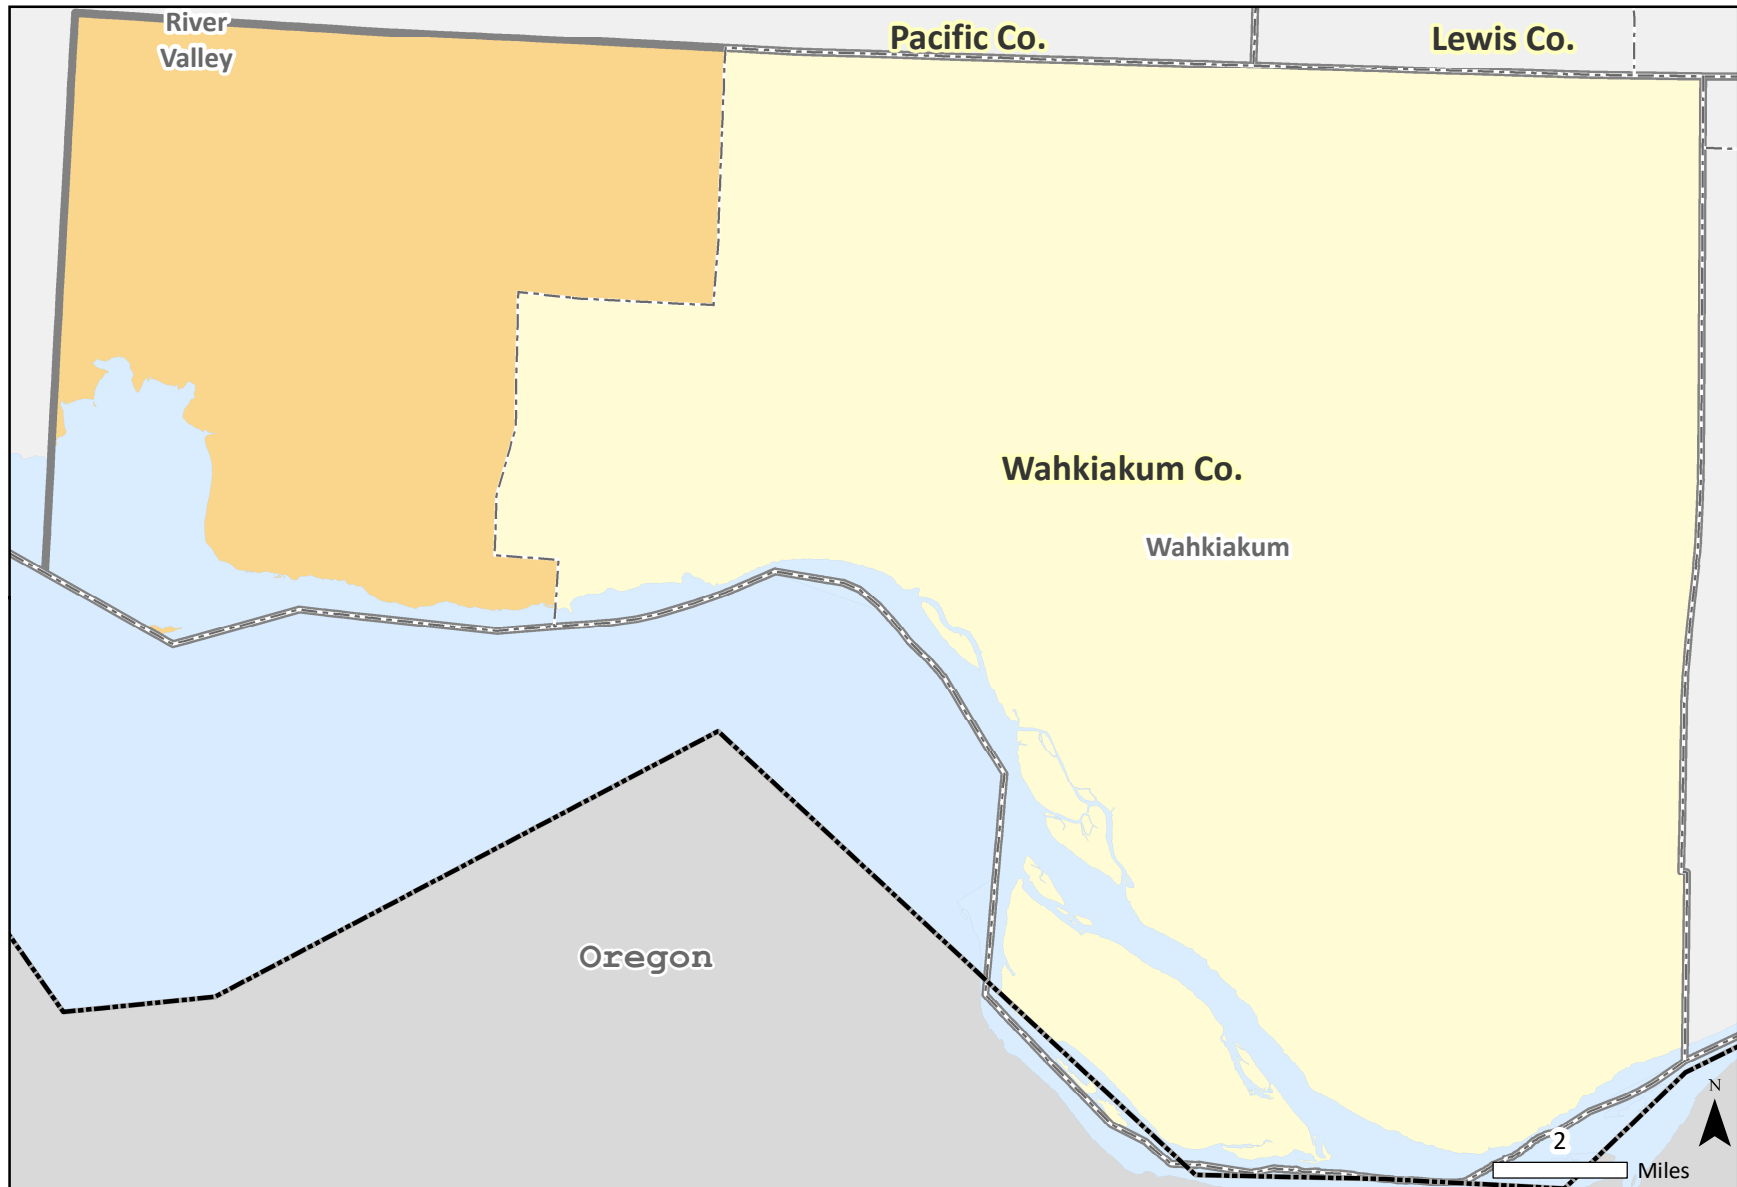 River
Valley
Pacific Co.
Lewis Co.
Wahkiakum Co.
Wahkiakum
Oregon
N
2
Miles